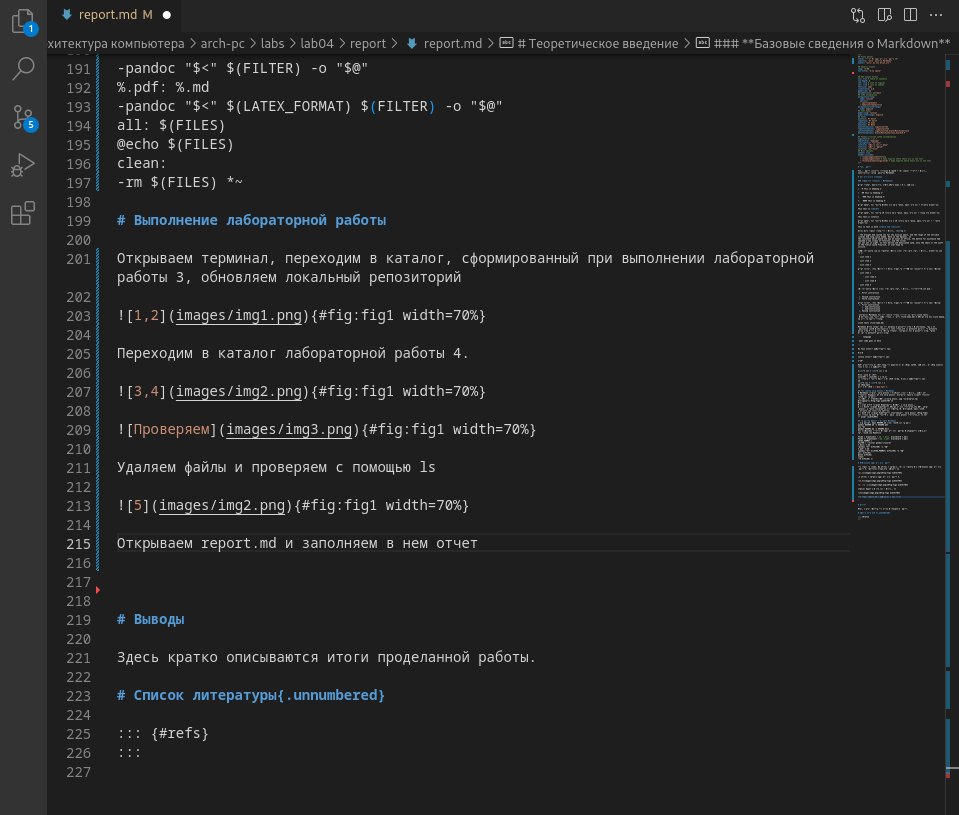 report.md M
1
5
хитектура компьютера > arch-pc > labs > lab04 > report > report.md > # Теоретическое введение > ### **Базовые сведения о Markdown**
191 -pandoc "$<" $(FILTER) -o "$@"
192 %.pdf: %.md
193 -pandoc "$<" $(LATEX_FORMAT) $(FILTER) -o "$@"
194 all: $(FILES)
195 @echo $(FILES)
196 clean:
197 -rm $(FILES) *~
198
199 # Выполнение лабораторной работы
200
201 Открываем терминал, переходим в каталог, сформированный при выполнении лабораторной
работы 3, обновляем локальный репозиторий
202
203 ![1,2](images/img1.png){#fig:fig1 width=70%}
204
205 Переходим в каталог лабораторной работы 4.
206
207 ![3,4](images/img2.png){#fig:fig1 width=70%}
208
209 ![Проверяем](images/img3.png){#fig:fig1 width=70%}
210
211 Удаляем файлы и проверяем с помощью ls
212
213 ![5](images/img2.png){#fig:fig1 width=70%}
214
215 Открываем report.md и заполняем в нем отчет
216
217
218
219 # Выводы
220
221 Здесь кратко описываются итоги проделанной работы.
222
223 # Список литературы{.unnumbered}
224
225 ::: {#refs}
226 :::
227